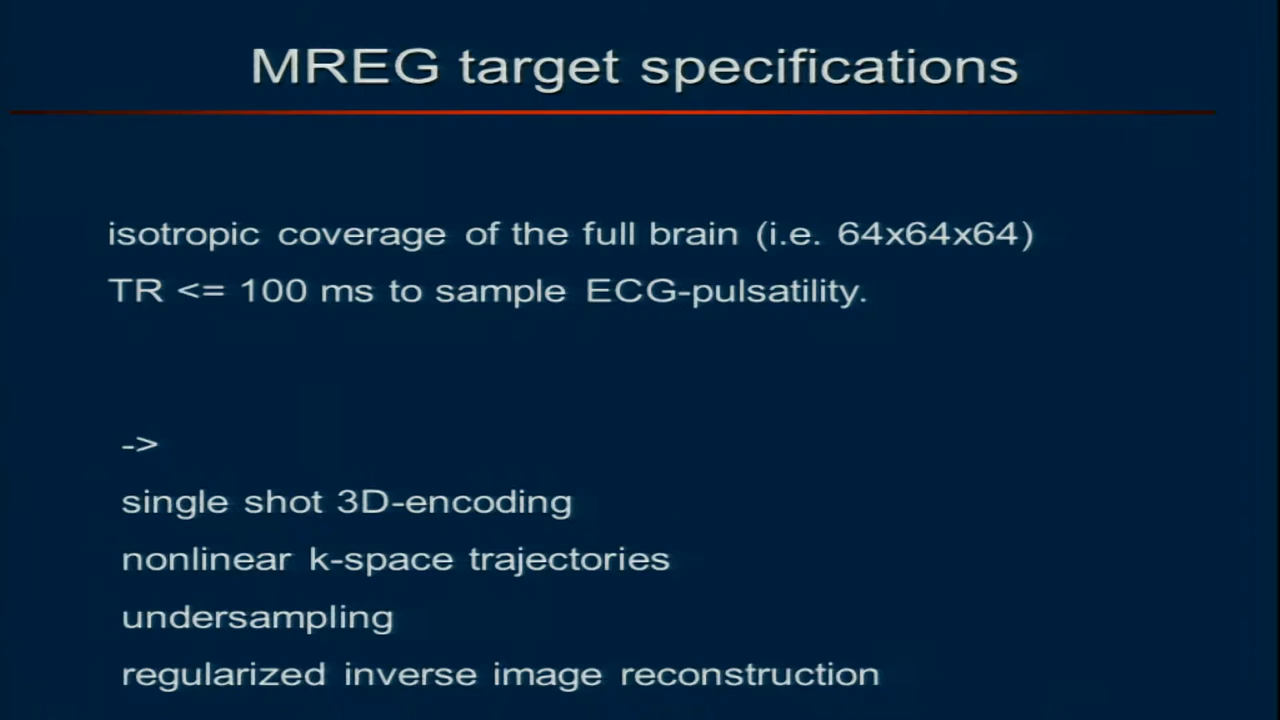 MREG target specifications
isotropic coverage of the full brain (i.e. 64x64x64)
TR <= 100 ms to sample ECG-pulsatility.
->
single shot 3D-encoding
nonlinear k-space trajectories
undersampling
regularized inverse image reconstruction